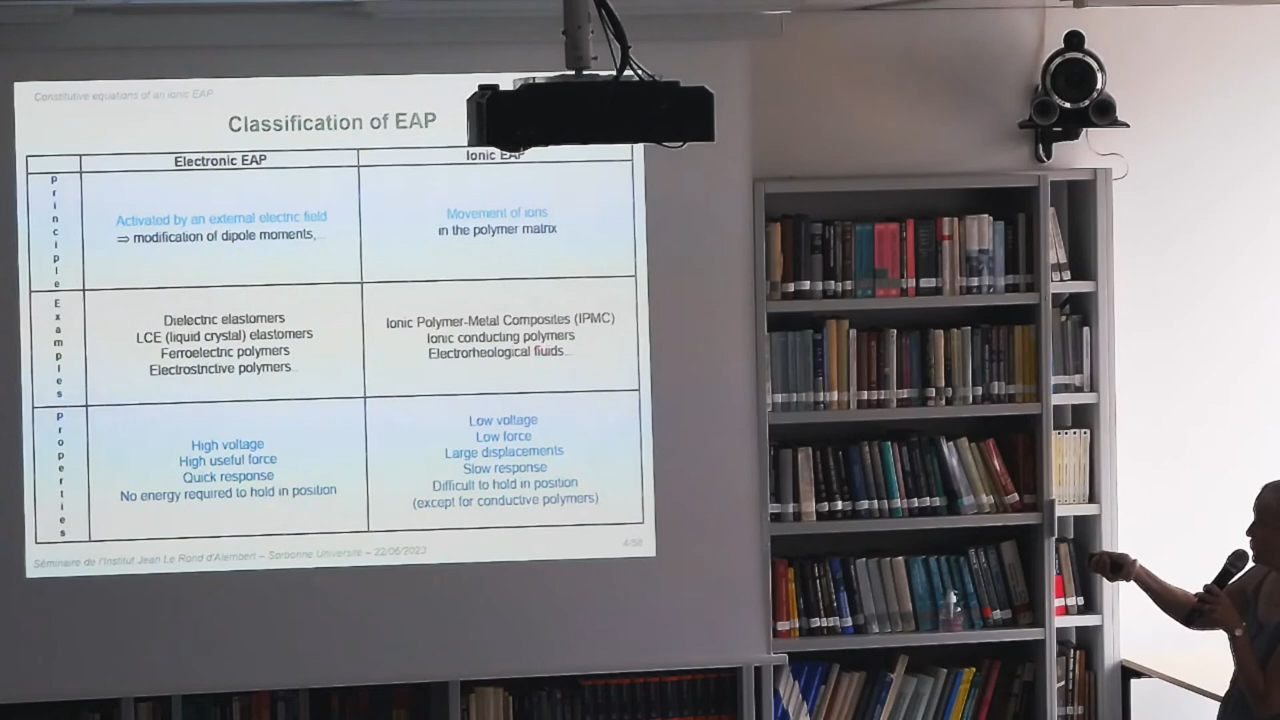 Constitutive equations of an ionic EAP
Classification of EAP
Electronic EAP
Ionic EAP
Principle
Activated by an external electric field
⇒ modification of dipole moments,...
Movement of ions
in the polymer matrix
Examples
Dielectric elastomers
LCE (liquid crystal) elastomers
Ferroelectric polymers
Electrostrictive polymers...
Ionic Polymer-Metal Composites (IPMC)
Ionic conducting polymers
Electrorheological fluids...
Properties
High voltage
High useful force
Quick response
No energy required to hold in position
Low voltage
Low force
Large displacements
Slow response
Difficult to hold in position
(except for conductive polymers)
Séminaire de l'Institut Jean Le Rond d'Alembert – Sorbonne Université – 22/06/2023
4/58